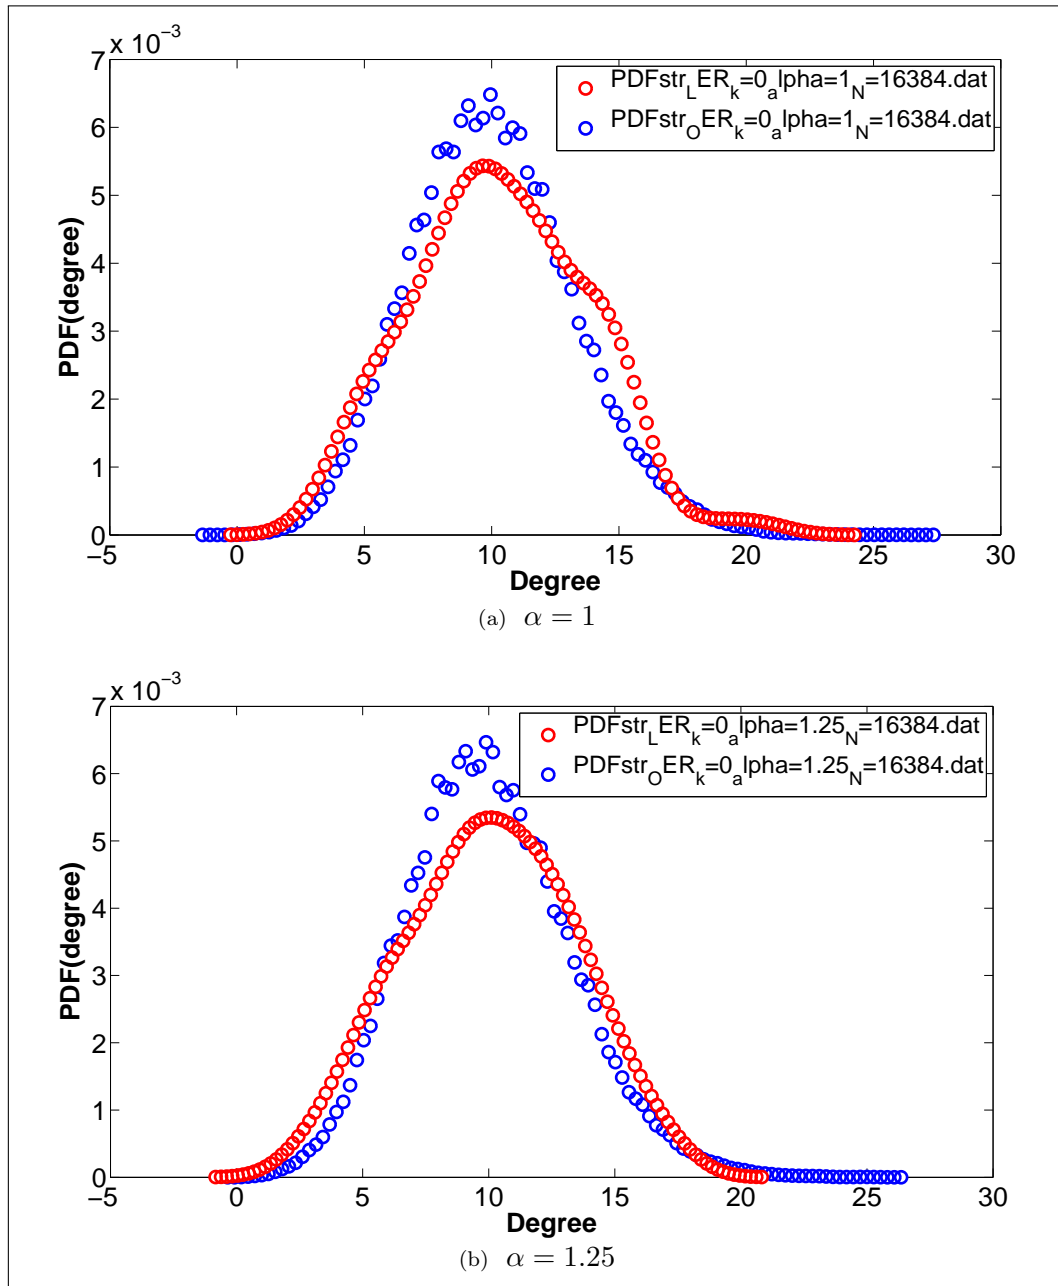 7 x 10⁻³
6
5
4
3
2
1
0
−5 0 5 10 15 20 25 30
PDF(degree)
Degree
PDFstr_LER_k=0_alpha=1_N=16384.dat
PDFstr_OER_k=0_alpha=1_N=16384.dat
(a) α = 1
7 x 10⁻³
6
5
4
3
2
1
0
−5 0 5 10 15 20 25 30
PDF(degree)
Degree
PDFstr_LER_k=0_alpha=1.25_N=16384.dat
PDFstr_OER_k=0_alpha=1.25_N=16384.dat
(b) α = 1.25